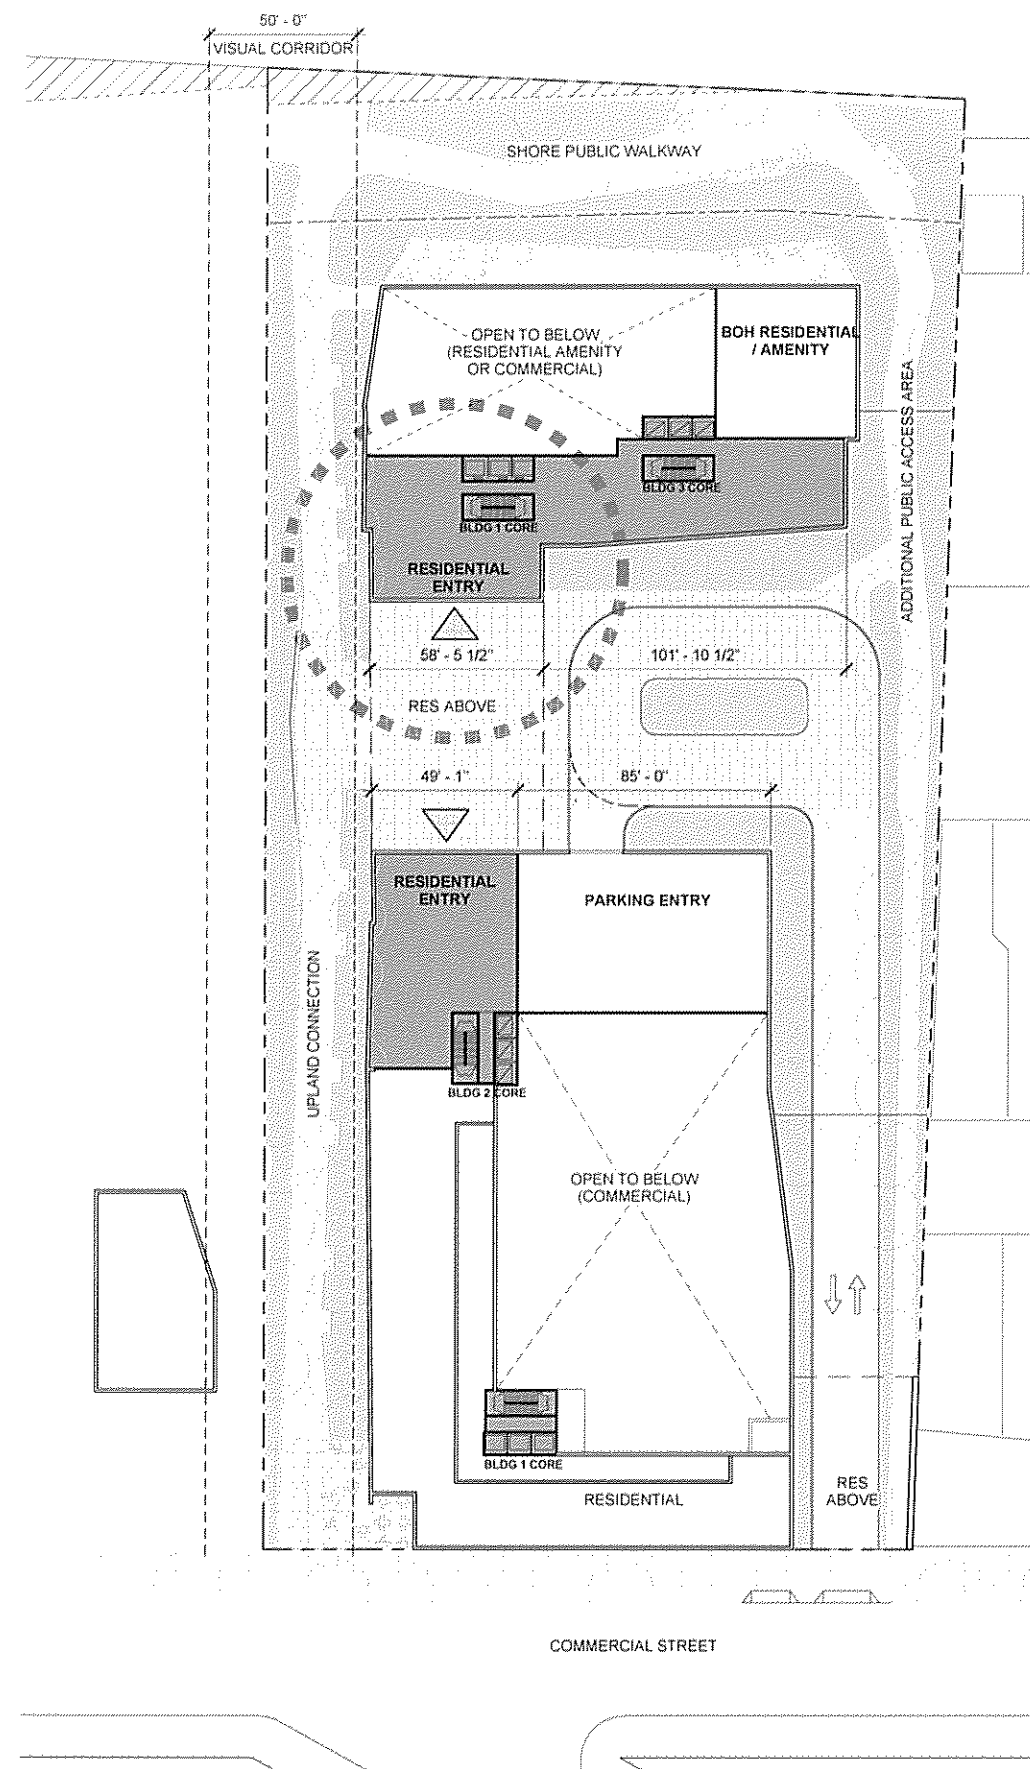 50' - 0"
VISUAL CORRIDOR
SHORE PUBLIC WALKWAY
OPEN TO BELOW
(RESIDENTIAL AMENITY
OR COMMERCIAL)
BOH RESIDENTIAL
/ AMENITY
ADDITIONAL PUBLIC ACCESS AREA
BLDG 3 CORE
BLDG 1 CORE
RESIDENTIAL
ENTRY
58' - 5 1/2"
101' - 10 1/2"
RES ABOVE
49' - 1"
85' - 0"
RESIDENTIAL
ENTRY
PARKING ENTRY
UPLAND CONNECTION
BLDG 2 CORE
OPEN TO BELOW
(COMMERCIAL)
BLDG 1 CORE
RESIDENTIAL
RES
ABOVE
COMMERCIAL STREET